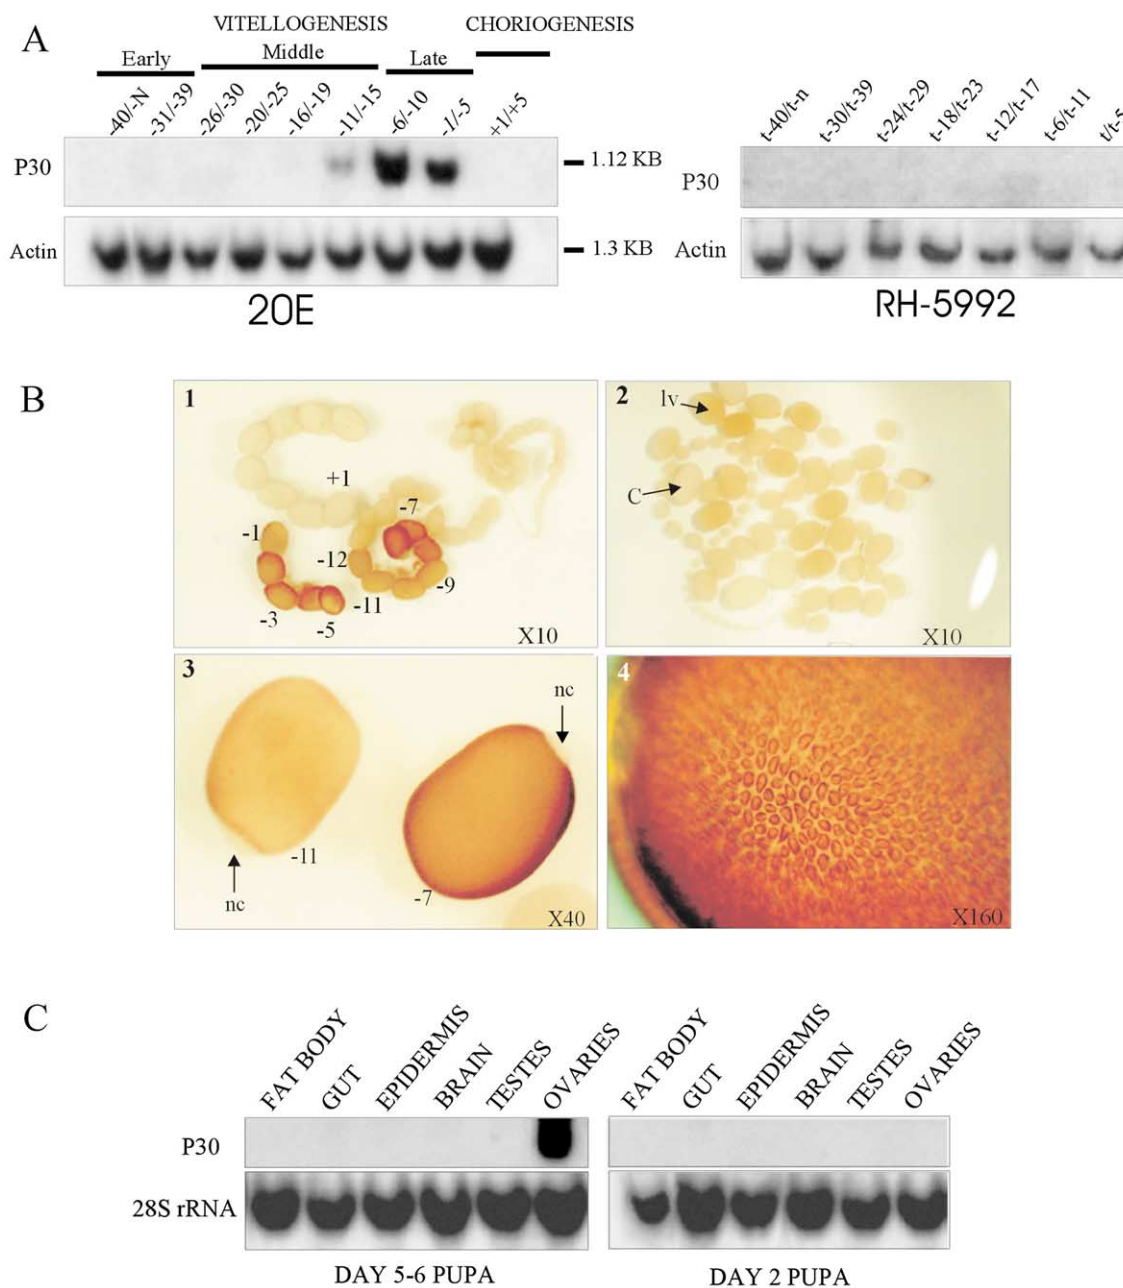 A
VITELLOGENESIS
CHORIOGENESIS
Early
Middle
Late
-40/-N
-31/-39
-26/-30
-20/-25
-16/-19
-11/-15
-6/-10
-1/-5
+1/+5
t-40/t-n
t-30/t-39
t-24/t-29
t-18/t-23
t-12/t-17
t-6/t-11
t/t-5
P30
1.12 KB
P30
Actin
1.3 KB
Actin
20E
RH-5992
B
1
+1
-7
-1
-12
-9
-3
-5
-11
X10
2
lv
C
X10
3
nc
nc
-11
-7
X40
4
X160
C
FAT BODY
GUT
EPIDERMIS
BRAIN
TESTES
OVARIES
FAT BODY
GUT
EPIDERMIS
BRAIN
TESTES
OVARIES
P30
28S rRNA
DAY 5-6 PUPA
DAY 2 PUPA